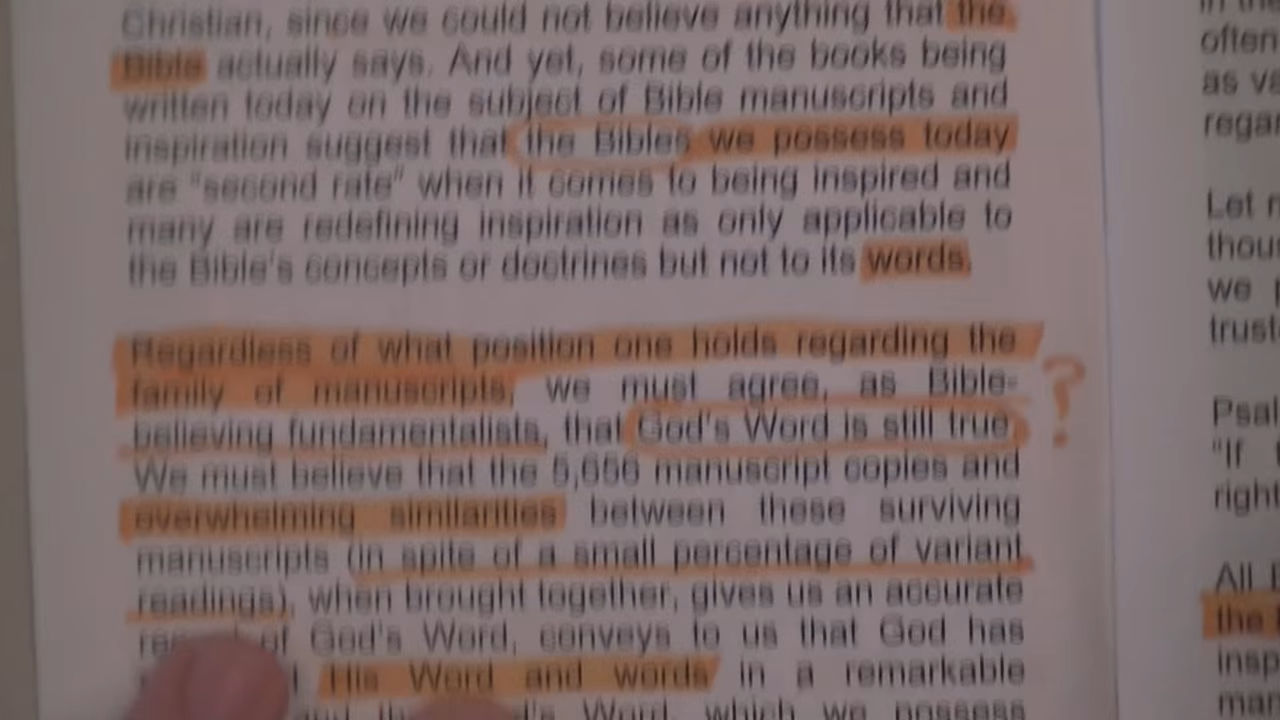 Christian, since we could not believe anything that the
Bible actually says. And yet, some of the books being
written today on the subject of Bible manuscripts and
inspiration suggest that the Bibles we possess today
are "second rate" when it comes to being inspired and
many are redefining inspiration as only applicable to
the Bible's concepts or doctrines but not to its words.
Regardless of what position one holds regarding the
family of manuscripts, we must agree, as Bible-
believing fundamentalists, that God's Word is still true
?
We must believe that the 5,656 manuscript copies and
overwhelming similarities between these surviving
manuscripts (in spite of a small percentage of variant
readings), when brought together, gives us an accurate
of God's Word, conveys to us that God has
His Word and words in a remarkable
Word, which we possess
often
as
Let
we
trust
"If
right
All
the